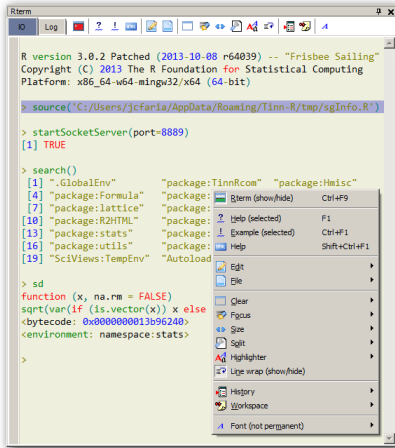 Rterm
IO Log
R version 3.0.2 Patched (2013-10-08 r64039) -- "Frisbee Sailing"
Copyright (C) 2013 The R Foundation for Statistical Computing
Platform: x86_64-w64-mingw32/x64 (64-bit)
> source('C:/Users/jcfaria/AppData/Roaming/Tinn-R/tmp/sgInfo.R')
> startSocketServer(port=8889)
[1] TRUE
> search()
[1] ".GlobalEnv" "package:TinnRcom" "package:Hmisc"
[4] "package:Formula" "package:
[7] "package:lattice" "package:
[10] "package:R2HTML" "package:
[13] "package:stats" "package:
[16] "package:utils" "package:
[19] "SciViews:TempEnv" "Autoload
> sd
function (x, na.rm = FALSE)
sqrt(var(if (is.vector(x)) x else
<bytecode: 0x0000000013b96240>
<environment: namespace:stats>
>
Rterm (show/hide) Ctrl+F9
Help (selected) F1
Example (selected) Ctrl+F1
Help Shift+Ctrl+F1
Edit
File
Clear
Focus
Size
Split
Highlighter
Line wrap (show/hide)
History
Workspace
Font (not permanent)